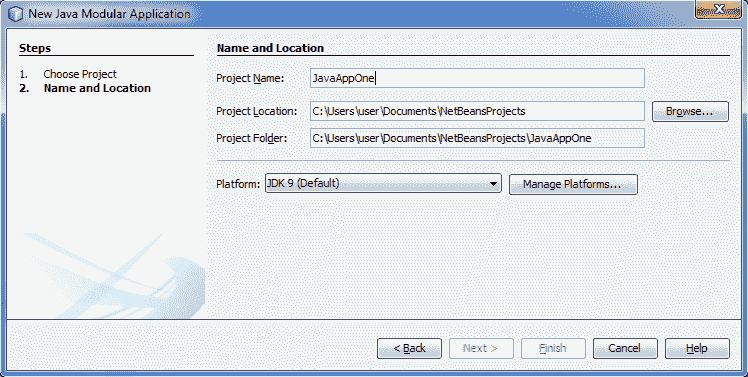 New Java Modular Application
Steps
1. Choose Project
2. Name and Location
Name and Location
Project Name: JavaAppOne
Project Location: C:\Users\user\Documents\NetBeansProjects Browse...
Project Folder: C:\Users\user\Documents\NetBeansProjects\JavaAppOne
Platform: JDK 9 (Default) Manage Platforms...
< Back Next > Finish Cancel Help